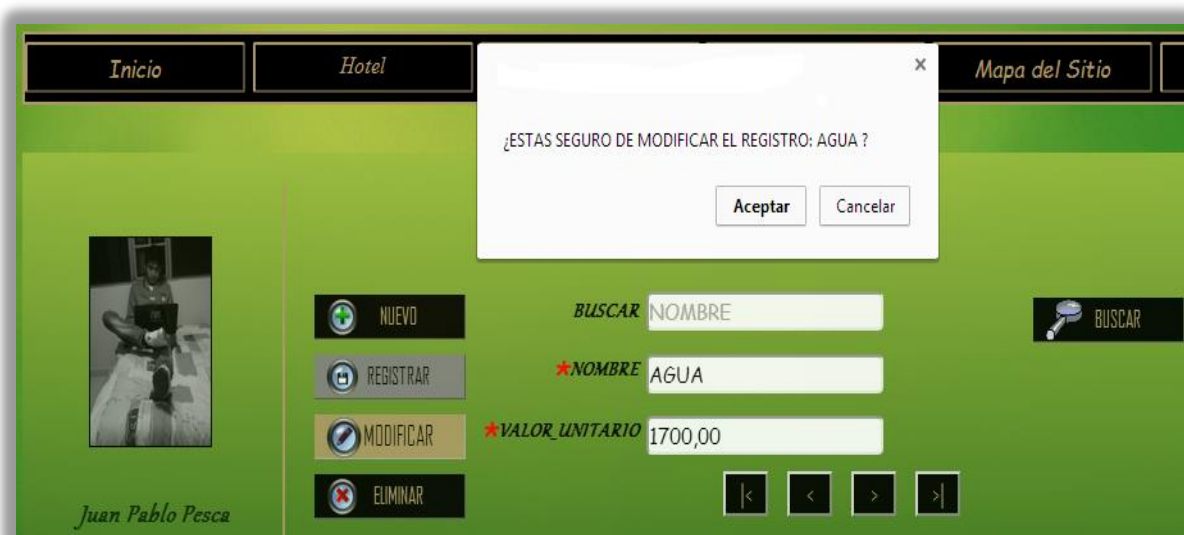 Inicio
Hotel
Mapa del Sitio
x
¿ESTAS SEGURO DE MODIFICAR EL REGISTRO: AGUA ?
Aceptar
Cancelar
NUEVO
BUSCAR NOMBRE
BUSCAR
REGISTRAR
*NOMBRE AGUA
MODIFICAR
*VALOR_UNITARIO 1700,00
ELIMINAR
|< < > >|
Juan Pablo Pesca